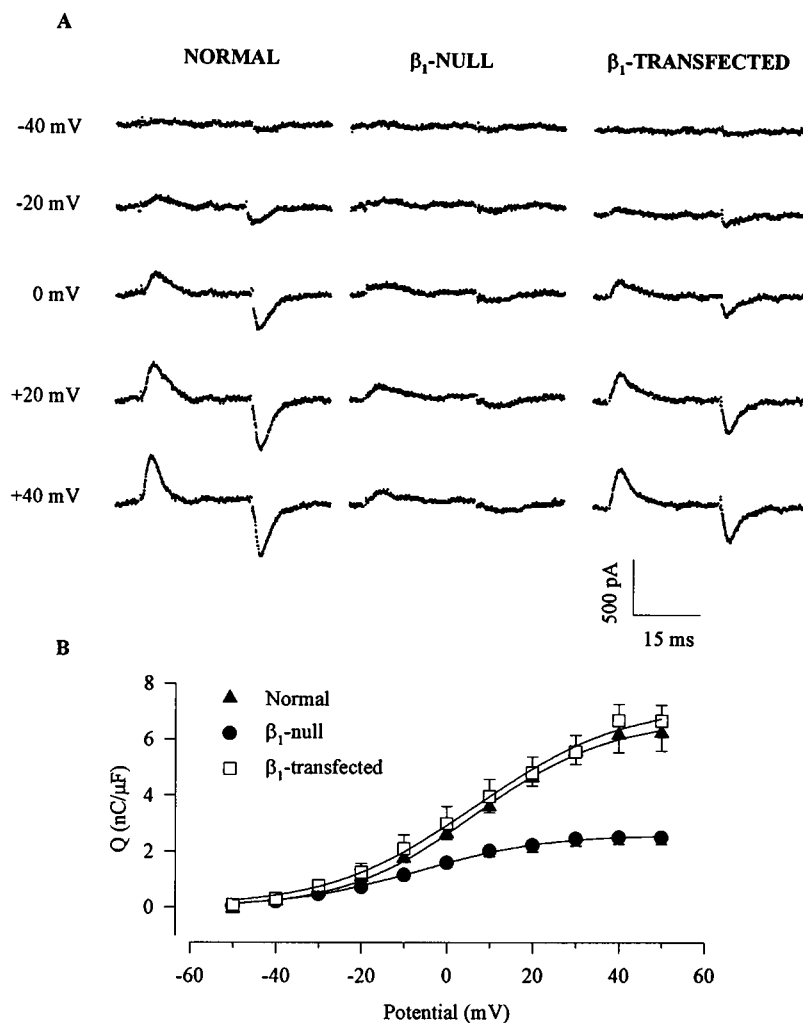 A
NORMAL
β₁-NULL
β₁-TRANSFECTED
-40 mV
-20 mV
0 mV
+20 mV
+40 mV
500 pA
15 ms
B
Normal
β₁-null
β₁-transfected
Q (nC/μF)
8
6
4
2
0
-60
-40
-20
0
20
40
60
Potential (mV)